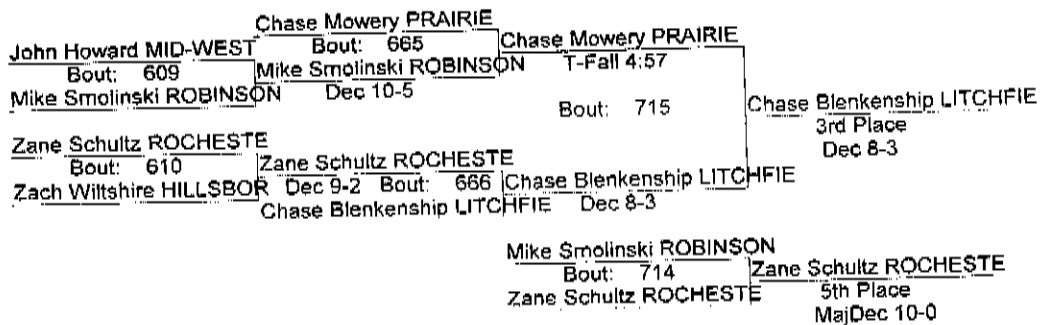 Chase Mowery PRAIRIE
John Howard MID-WEST
Bout: 665
Chase Mowery PRAIRIE
Bout: 609
Mike Smolinski ROBINSON
T-Fall 4:57
Mike Smolinski ROBINSON
Dec 10-5
Bout: 715
Chase Blenkenship LITCHFIE
3rd Place
Dec 8-3
Zane Schultz ROCHESTE
Bout: 610
Zane Schultz ROCHESTE
Zach Wiltshire HILLSBOR
Dec 9-2 Bout: 666
Chase Blenkenship LITCHFIE
Chase Blenkenship LITCHFIE
Dec 8-3
Mike Smolinski ROBINSON
Bout: 714
Zane Schultz ROCHESTE
Zane Schultz ROCHESTE
5th Place
MajDec 10-0